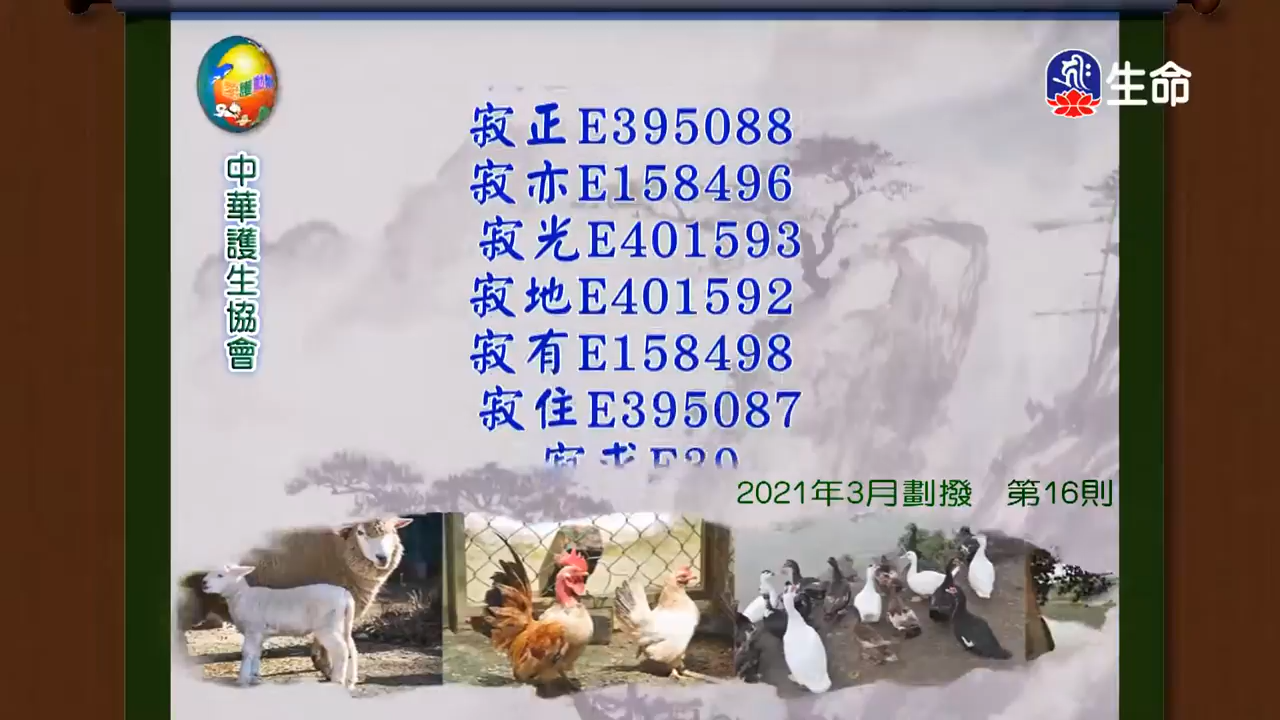 生命
中華護生協會
寂正E395088
寂亦E158496
寂光E401593
寂地E401592
寂有E158498
寂住E395087
2021年3月劃撥　第16則